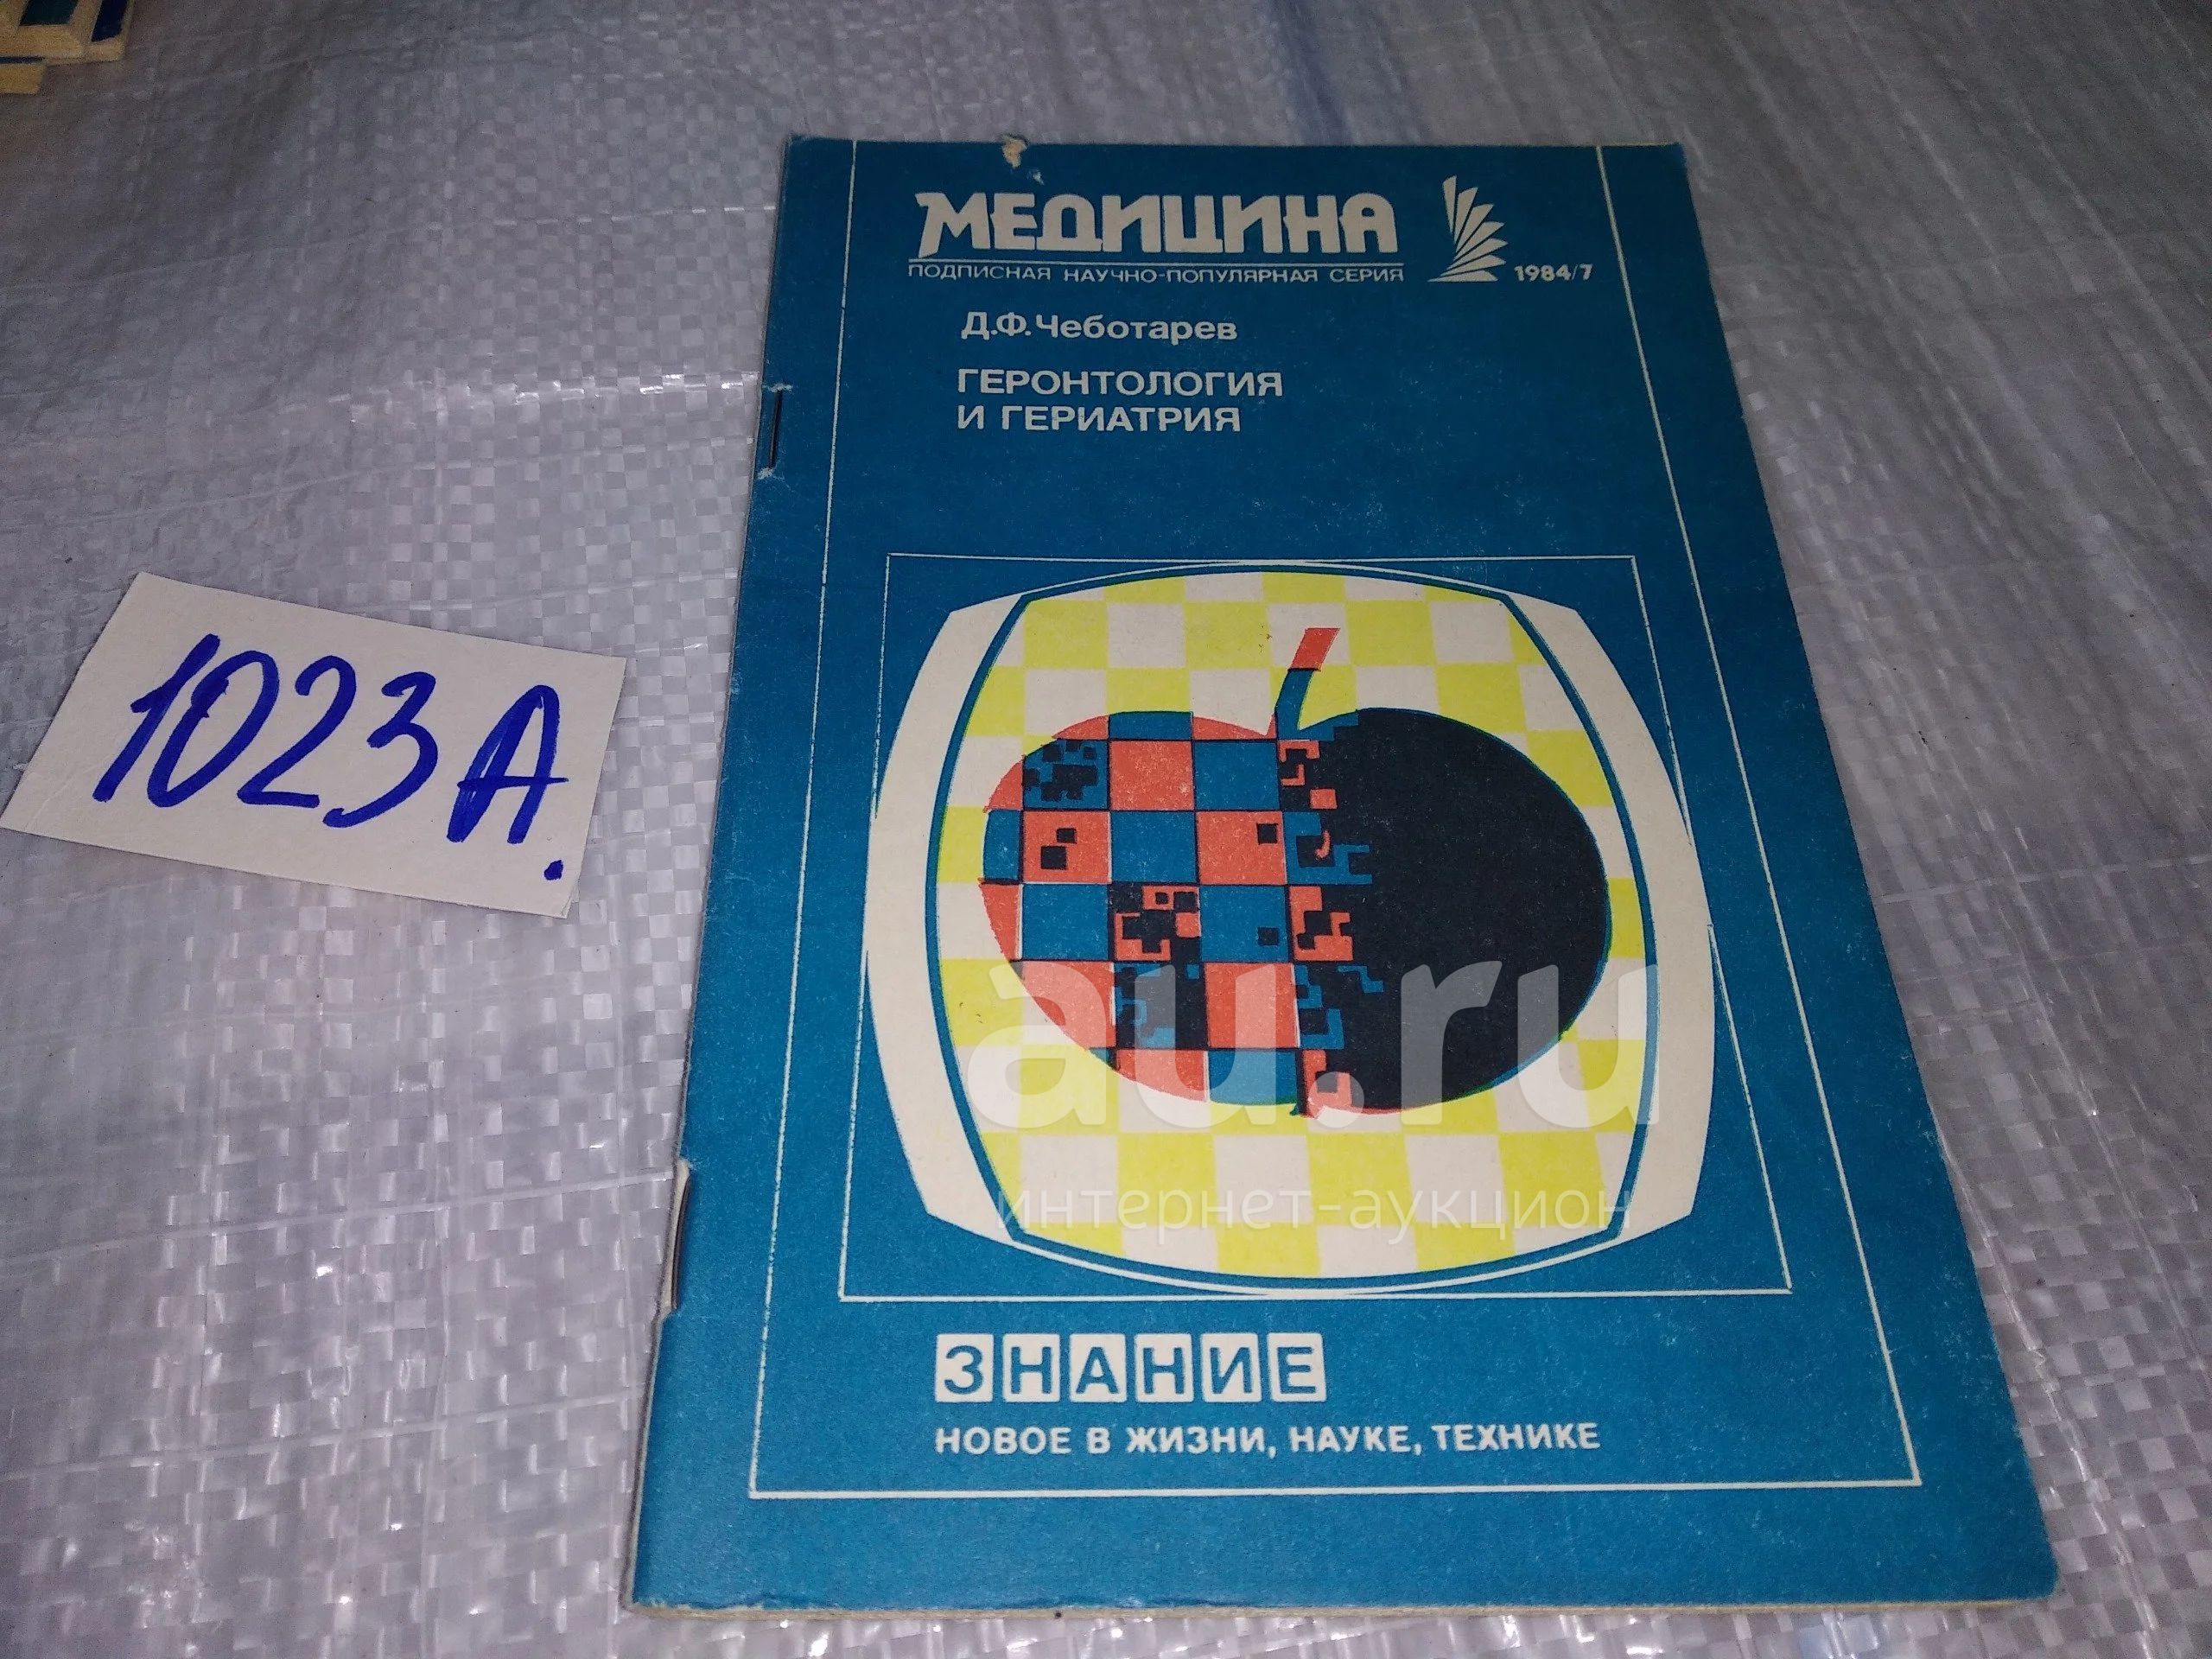 МЕДИЦИНА
ПОДПИСНАЯ НАУЧНО-ПОПУЛЯРНАЯ СЕРИЯ
1984/7
Д.Ф.Чеботарев
ГЕРОНТОЛОГИЯ
И ГЕРИАТРИЯ
1023А.
au.ru
интернет-аукцион
ЗНАНИЕ
НОВОЕ В ЖИЗНИ, НАУКЕ, ТЕХНИКЕ